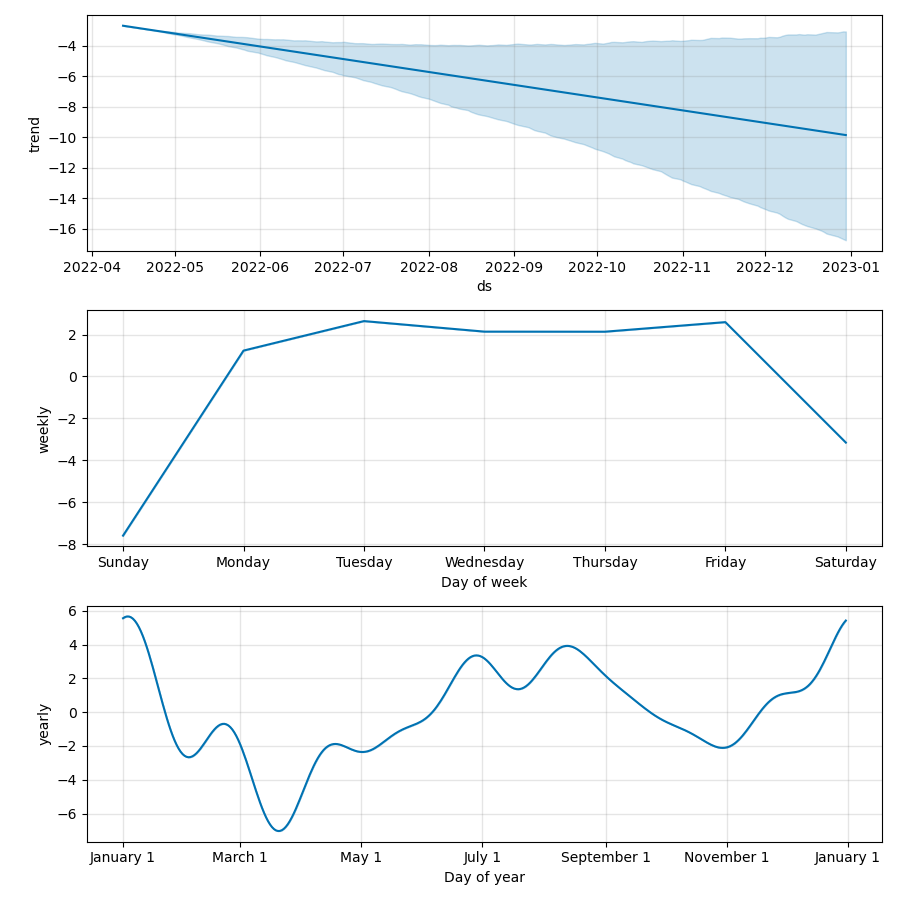 trend
−4
−6
−8
−10
−12
−14
−16
2022-04 2022-05 2022-06 2022-07 2022-08 2022-09 2022-10 2022-11 2022-12 2023-01
ds
weekly
2
0
−2
−4
−6
−8
Sunday Monday Tuesday Wednesday Thursday Friday Saturday
Day of week
yearly
6
4
2
0
−2
−4
−6
January 1 March 1 May 1 July 1 September 1 November 1 January 1
Day of year